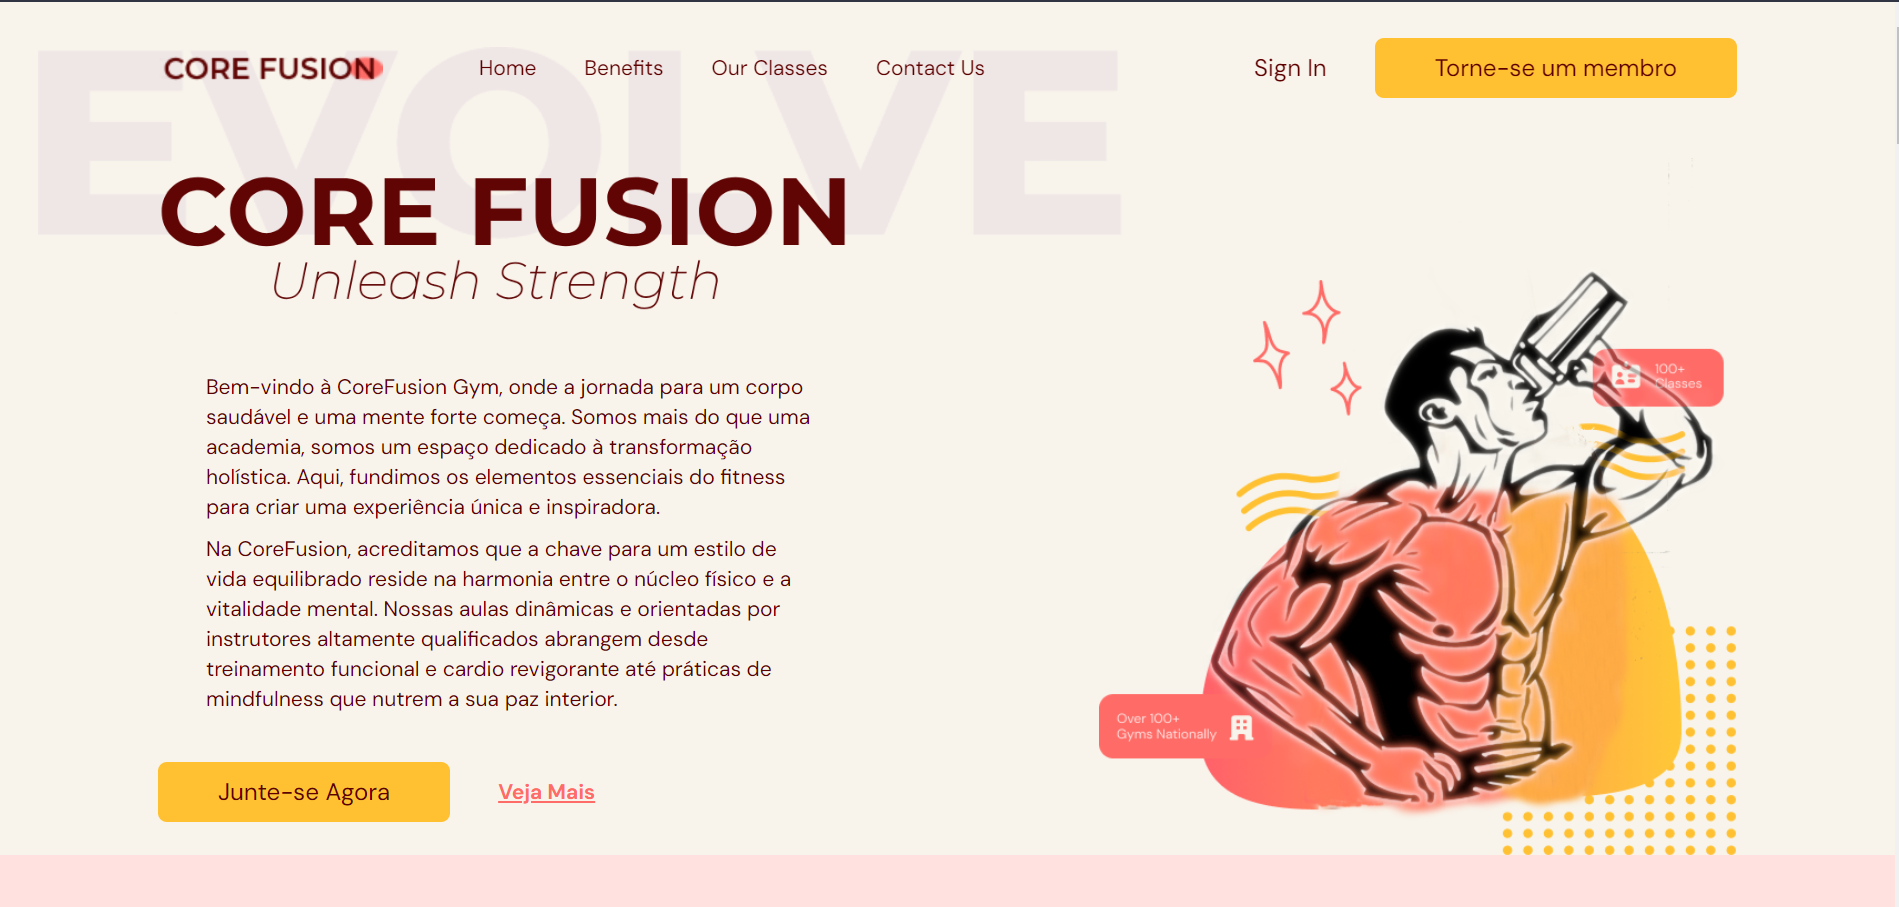 EVOLVE
CORE FUSION
Home
Benefits
Our Classes
Contact Us
Sign In
Torne-se um membro
CORE FUSION
Unleash Strength
Bem-vindo à CoreFusion Gym, onde a jornada para um corpo
saudável e uma mente forte começa. Somos mais do que uma
academia, somos um espaço dedicado à transformação
holística. Aqui, fundimos os elementos essenciais do fitness
para criar uma experiência única e inspiradora.
Na CoreFusion, acreditamos que a chave para um estilo de
vida equilibrado reside na harmonia entre o núcleo físico e a
vitalidade mental. Nossas aulas dinâmicas e orientadas por
instrutores altamente qualificados abrangem desde
treinamento funcional e cardio revigorante até práticas de
mindfulness que nutrem a sua paz interior.
Junte-se Agora
Veja Mais
100+
Classes
Over 100+
Gyms Nationally